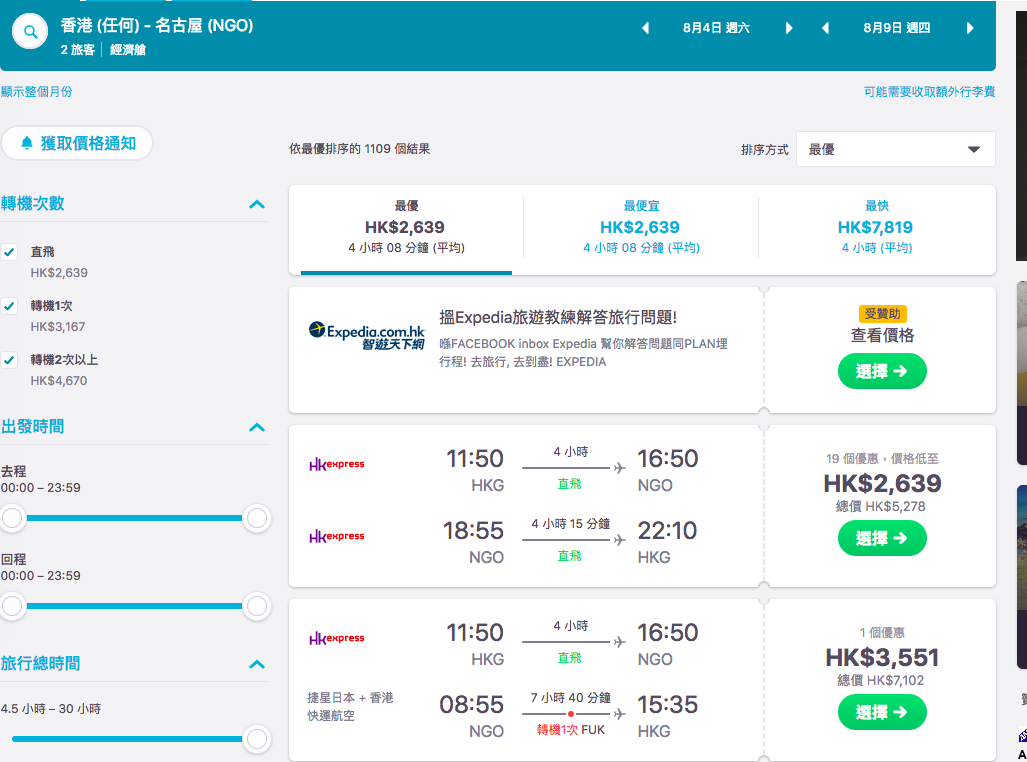 香港 (任何) - 名古屋 (NGO)
2 旅客 | 經濟艙
8月4日 週六
8月9日 週四
顯示整個月份
可能需要收取額外行李費
獲取價格通知
依最優排序的 1109 個結果
排序方式
最優
轉機次數
直飛
HK$2,639
轉機1次
HK$3,167
轉機2次以上
HK$4,670
出發時間
去程
00:00 – 23:59
回程
00:00 – 23:59
旅行總時間
4.5 小時 – 30 小時
最優
HK$2,639
4 小時 08 分鐘 (平均)
最便宜
HK$2,639
4 小時 08 分鐘 (平均)
最快
HK$7,819
4 小時 (平均)
Expedia.com.hk
智遊天下網
搵Expedia旅遊教練解答旅行問題!
喺FACEBOOK inbox Expedia 幫你解答問題同PLAN埋
行程! 去旅行, 去到盡! EXPEDIA
受贊助
查看價格
選擇
HK express
11:50
HKG
4 小時
直飛
16:50
NGO
HK express
18:55
NGO
4 小時 15 分鐘
直飛
22:10
HKG
19 個優惠，價格低至
HK$2,639
總價 HK$5,278
選擇
HK express
11:50
HKG
4 小時
直飛
16:50
NGO
捷星日本 + 香港
快運航空
08:55
NGO
7 小時 40 分鐘
轉機1次 FUK
15:35
HKG
1 個優惠
HK$3,551
總價 HK$7,102
選擇